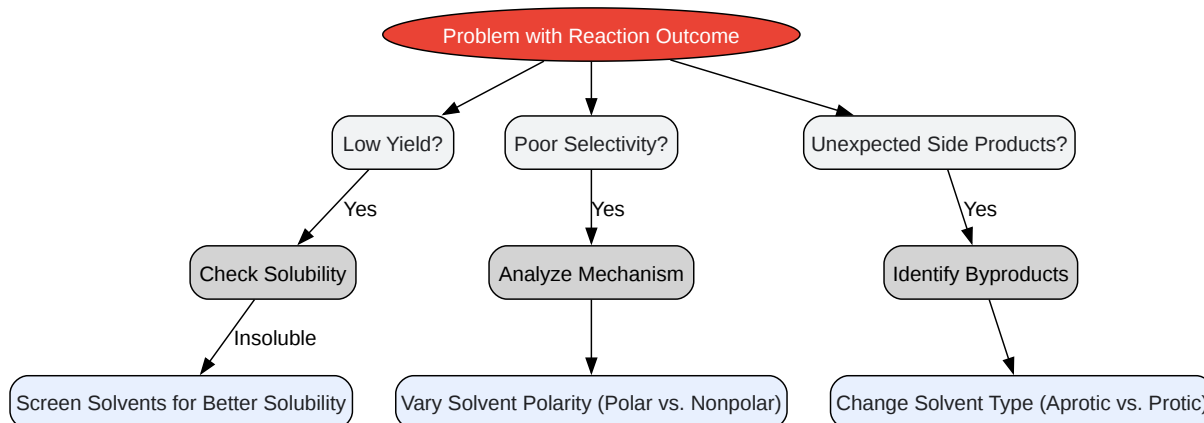 Problem with Reaction Outcome
Low Yield?
Poor Selectivity?
Unexpected Side Products?
Yes
Yes
Yes
Check Solubility
Analyze Mechanism
Identify Byproducts
Insoluble
Screen Solvents for Better Solubility
Vary Solvent Polarity (Polar vs. Nonpolar)
Change Solvent Type (Aprotic vs. Protic)